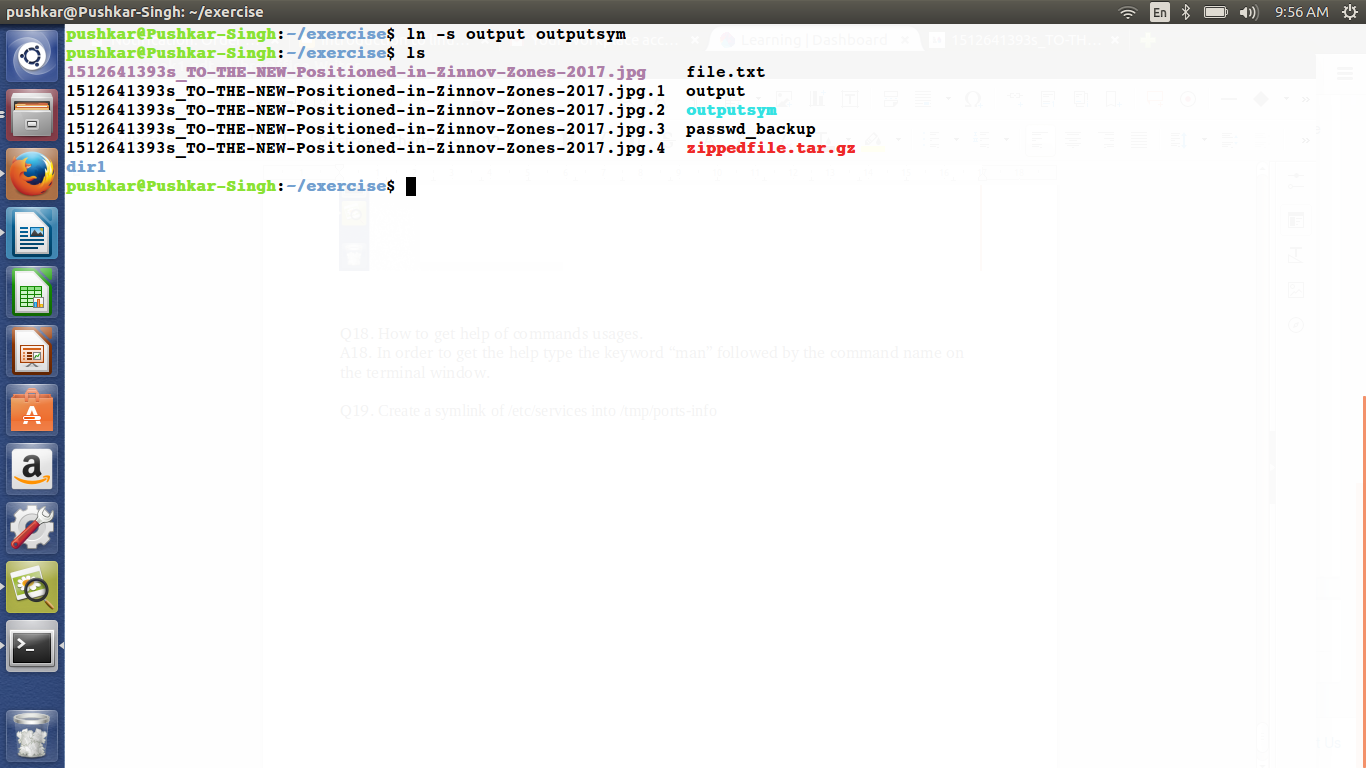 pushkar@Pushkar-Singh: ~/exercise
En
9:56 AM
pushkar@Pushkar-Singh:~/exercise$ ln -s output outputsym
pushkar@Pushkar-Singh:~/exercise$ ls
1512641393s_TO-THE-NEW-Positioned-in-Zinnov-Zones-2017.jpg file.txt
1512641393s_TO-THE-NEW-Positioned-in-Zinnov-Zones-2017.jpg.1 output
1512641393s_TO-THE-NEW-Positioned-in-Zinnov-Zones-2017.jpg.2 outputsym
1512641393s_TO-THE-NEW-Positioned-in-Zinnov-Zones-2017.jpg.3 passwd_backup
1512641393s_TO-THE-NEW-Positioned-in-Zinnov-Zones-2017.jpg.4 zippedfile.tar.gz
dir1
pushkar@Pushkar-Singh:~/exercise$
Learning | Dashboard
1512641393s_TO-TH...
Q18. How to get help of commands usages.
A18. In order to get the help type the keyword "man" followed by the command name on
the terminal window.
Q19. Create a symlink of /etc/services into /tmp/ports-info